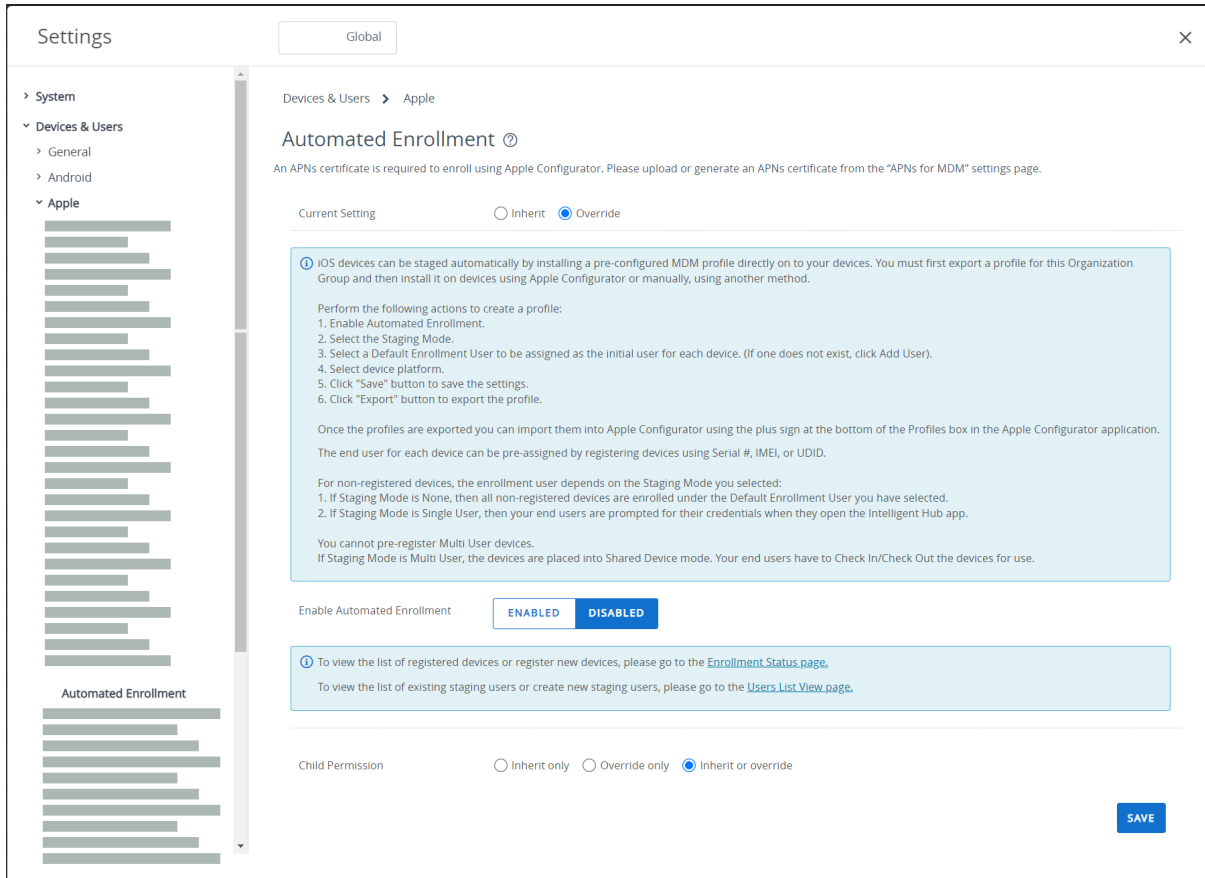 Settings
Global
System
Devices & Users
General
Android
Apple
Automated Enrollment
Devices & Users
Apple
Automated Enrollment
An APNs certificate is required to enroll using Apple Configurator. Please upload or generate an APNs certificate from the “APNs for MDM” settings page.
Current Setting
Inherit
Override
iOS devices can be staged automatically by installing a pre-configured MDM profile directly on to your devices. You must first export a profile for this Organization
Group and then install it on devices using Apple Configurator or manually, using another method.
Perform the following actions to create a profile:
1. Enable Automated Enrollment.
2. Select the Staging Mode.
3. Select a Default Enrollment User to be assigned as the initial user for each device. (If one does not exist, click Add User).
4. Select device platform.
5. Click "Save" button to save the settings.
6. Click "Export" button to export the profile.
Once the profiles are exported you can import them into Apple Configurator using the plus sign at the bottom of the Profiles box in the Apple Configurator application.
The end user for each device can be pre-assigned by registering devices using Serial #, IMEI, or UDID.
For non-registered devices, the enrollment user depends on the Staging Mode you selected:
1. If Staging Mode is None, then all non-registered devices are enrolled under the Default Enrollment User you have selected.
2. If Staging Mode is Single User, then your end users are prompted for their credentials when they open the Intelligent Hub app.
You cannot pre-register Multi User devices.
If Staging Mode is Multi User, the devices are placed into Shared Device mode. Your end users have to Check In/Check Out the devices for use.
Enable Automated Enrollment
ENABLED
DISABLED
To view the list of registered devices or register new devices, please go to the Enrollment Status page.
To view the list of existing staging users or create new staging users, please go to the Users List View page.
Child Permission
Inherit only
Override only
Inherit or override
SAVE